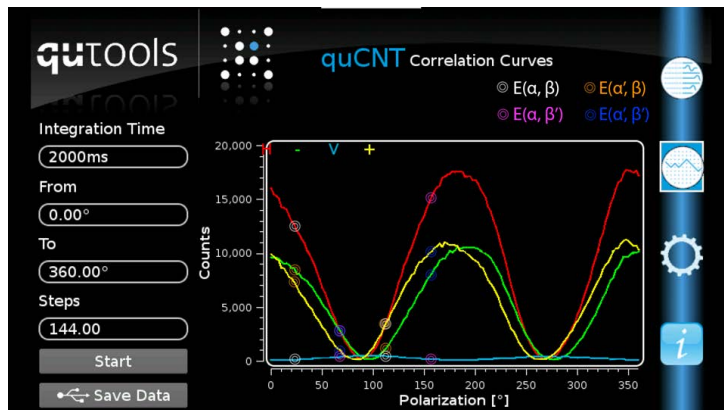 qutools
quCNT Correlation Curves
E(α, β) E(α', β)
E(α, β') E(α', β')
Integration Time
2000ms
From
0.00°
To
360.00°
Steps
144.00
Start
Save Data
H - V +
Counts
20,000
15,000
10,000
5,000
0
0 50 100 150 200 250 300 350
Polarization [°]
i